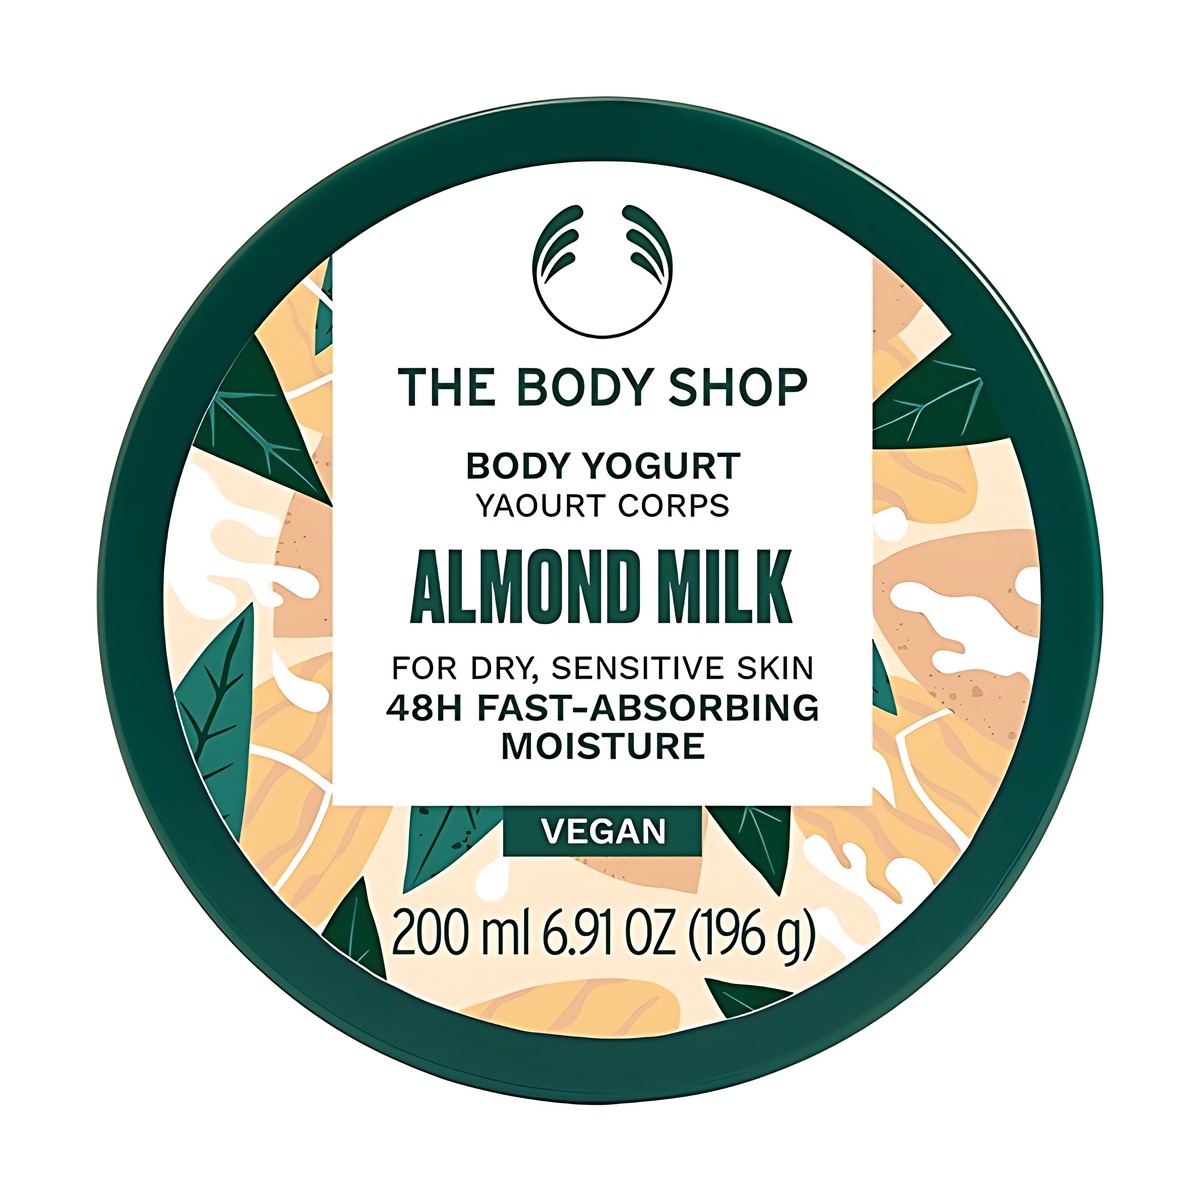 THE BODY SHOP
BODY YOGURT
YAOURT CORPS
ALMOND MILK
FOR DRY, SENSITIVE SKIN
48H FAST-ABSORBING
MOISTURE
VEGAN
200 ml 6.91 OZ (196 g)